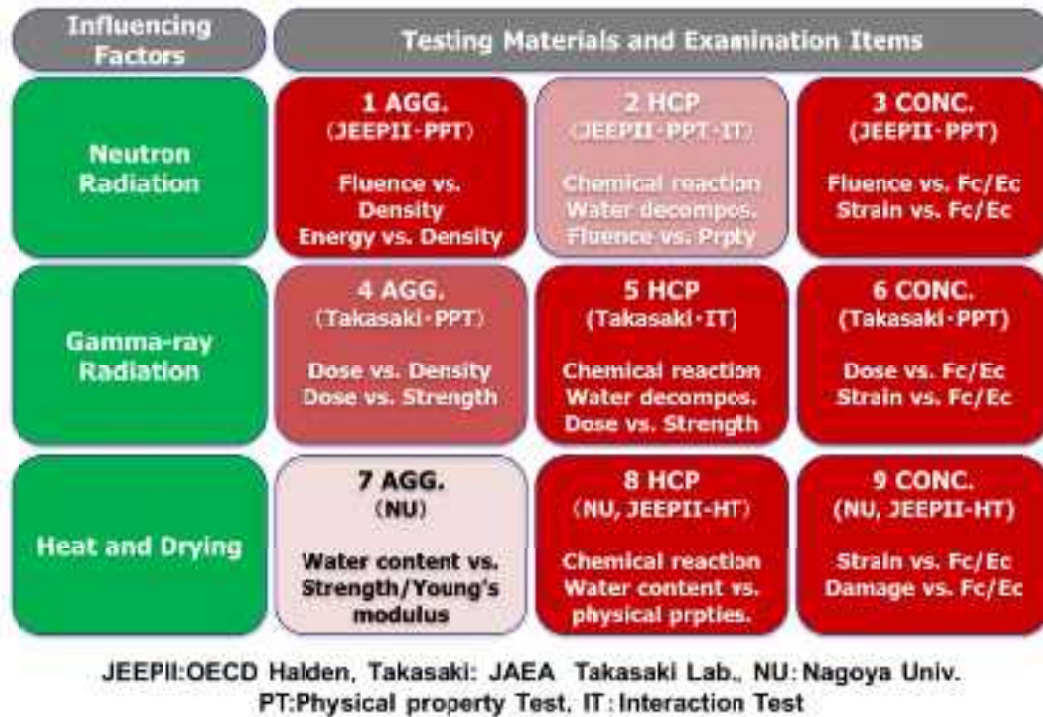 Influencing
Factors
Testing Materials and Examination Items
Neutron
Radiation
1 AGG.
(JEEPII·PPT)
Fluence vs.
Density
Energy vs. Density
2 HCP
(JEEPII·PPT·IT)
Chemical reaction
Water decompos.
Fluence vs. Prpty
3 CONC.
(JEEPII·PPT)
Fluence vs. Fc/Ec
Strain vs. Fc/Ec
Gamma-ray
Radiation
4 AGG.
(Takasaki·PPT)
Dose vs. Density
Dose vs. Strength
5 HCP
(Takasaki·IT)
Chemical reaction
Water decompos.
Dose vs. Strength
6 CONC.
(Takasaki·PPT)
Dose vs. Fc/Ec
Strain vs. Fc/Ec
Heat and Drying
7 AGG.
(NU)
Water content vs.
Strength/Young's
modulus
8 HCP
(NU, JEEPII-HT)
Chemical reaction
Water content vs.
physical prpties.
9 CONC.
(NU, JEEPII-HT)
Strain vs. Fc/Ec
Damage vs. Fc/Ec
JEEPII:OECD Halden, Takasaki: JAEA Takasaki Lab., NU: Nagoya Univ.
PT:Physical property Test, IT: Interaction Test